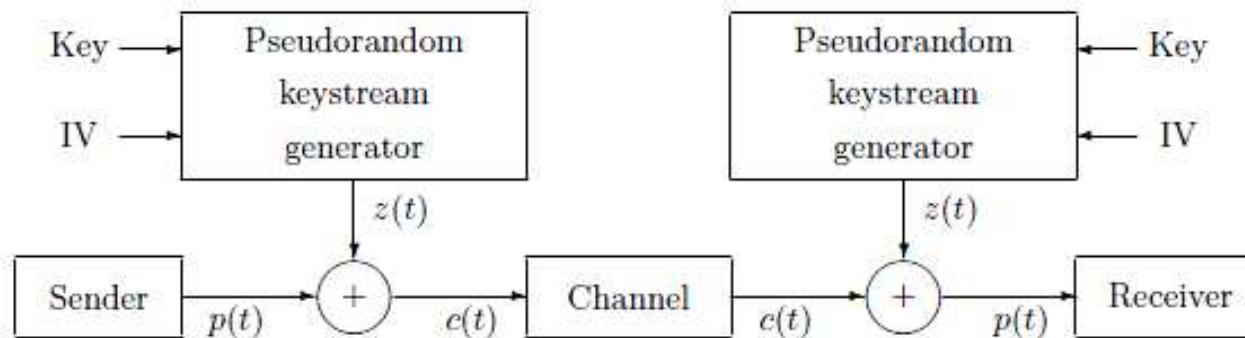 Key
Pseudorandom
keystream
generator
IV
z(t)
Pseudorandom
keystream
generator
Key
IV
z(t)
Sender
p(t)
+
c(t)
Channel
c(t)
+
p(t)
Receiver